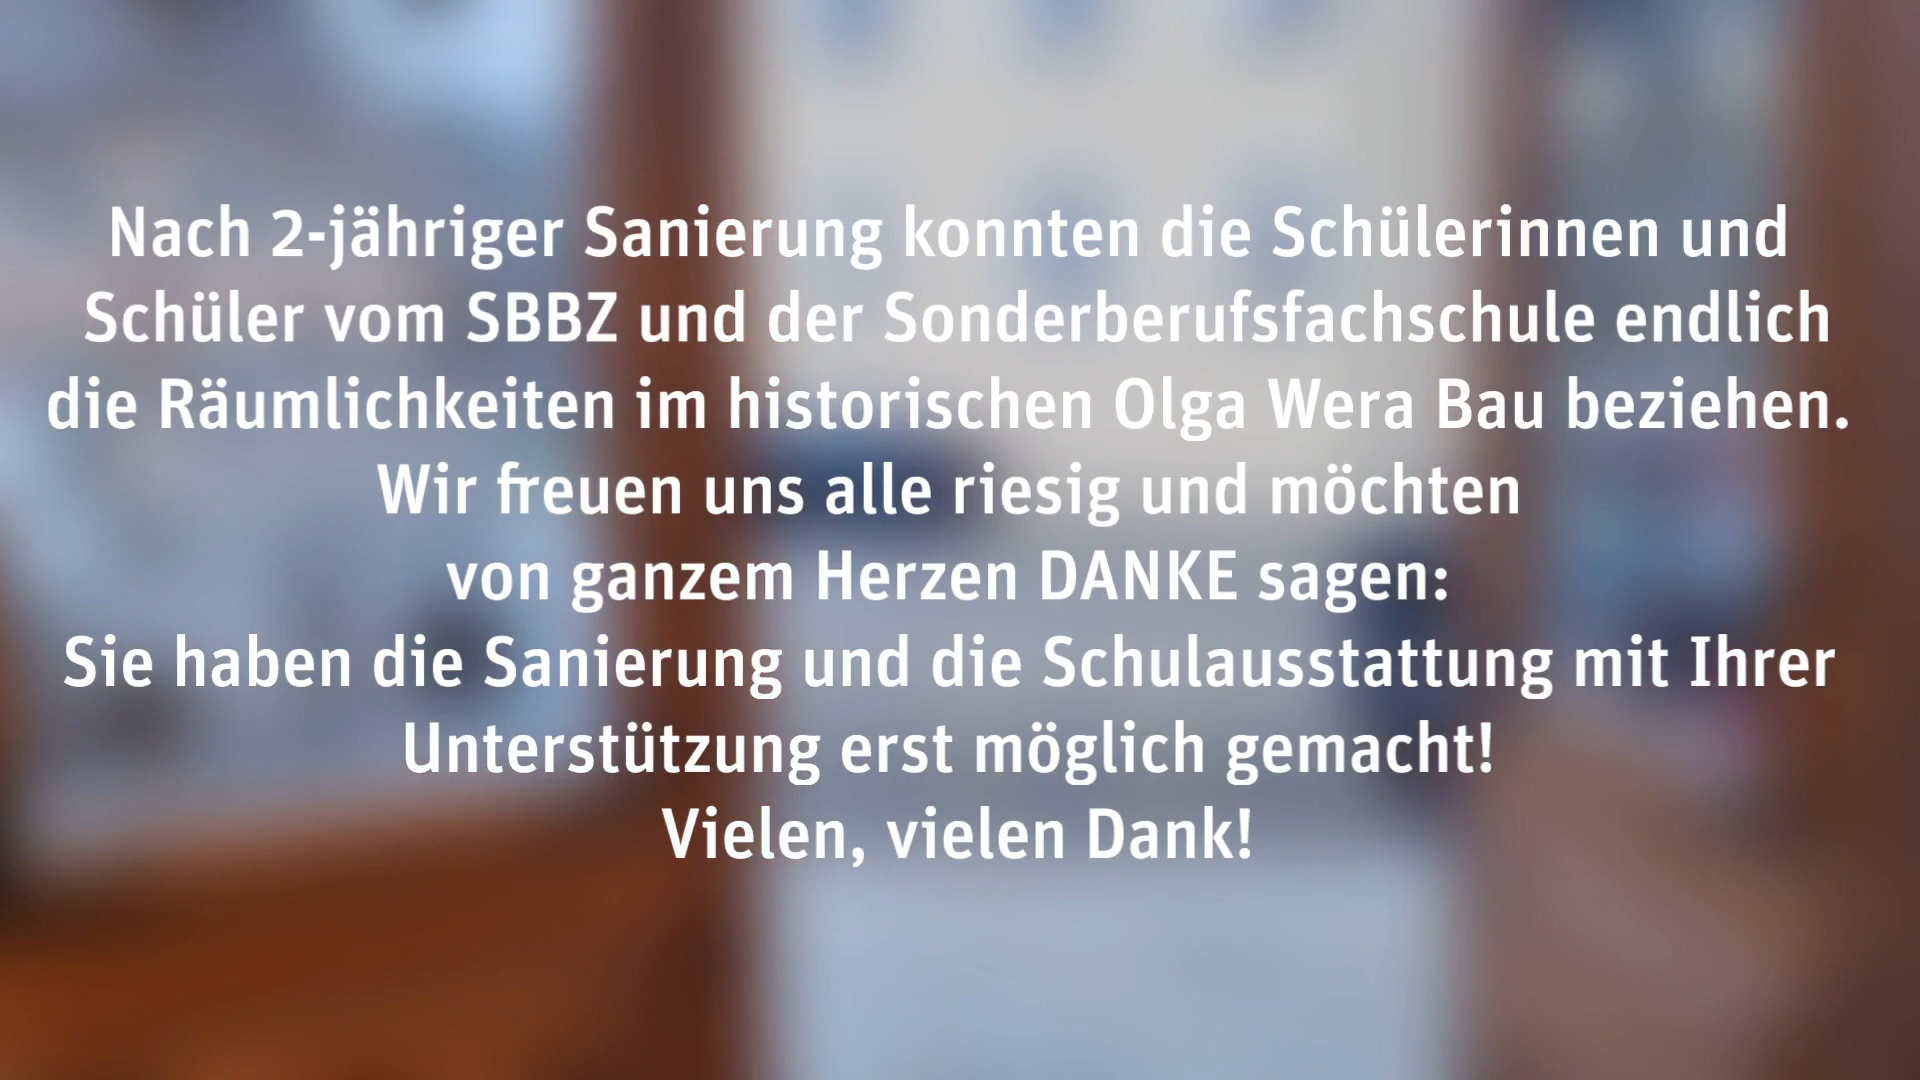 Nach 2-jähriger Sanierung konnten die Schülerinnen und
Schüler vom SBBZ und der Sonderberufsfachschule endlich
die Räumlichkeiten im historischen Olga Wera Bau beziehen.
Wir freuen uns alle riesig und möchten
von ganzem Herzen DANKE sagen:
Sie haben die Sanierung und die Schulausstattung mit Ihrer
Unterstützung erst möglich gemacht!
Vielen, vielen Dank!